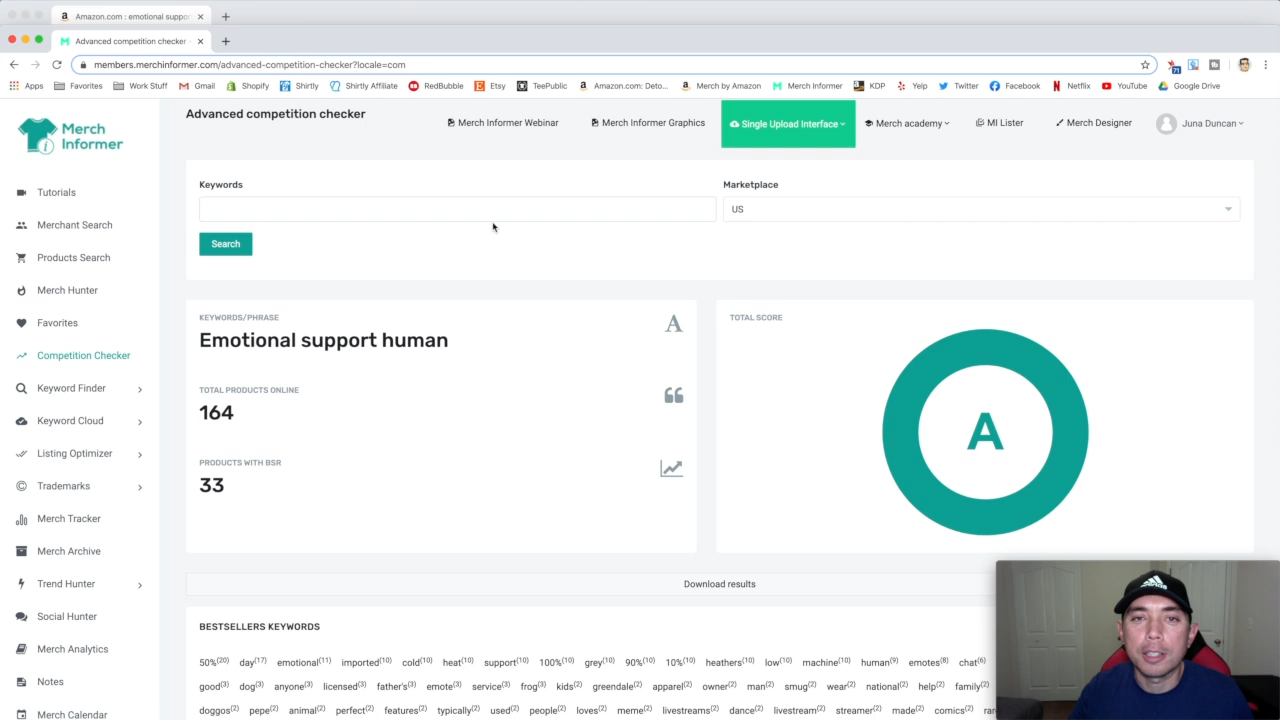 Amazon.com : emotional suppo
Advanced competition checker
members.merchinformer.com/advanced-competition-checker?locale=com
Apps Favorites Work Stuff Gmail Shopify Shirtly Shirtly Affiliate RedBubble Etsy TeePublic Amazon.com: Deto... Merch by Amazon Merch Informer KDP Yelp Twitter Facebook Netflix YouTube Google Drive
Merch Informer
Advanced competition checker
Merch Informer Webinar Merch Informer Graphics Single Upload Interface Merch academy MI Lister Merch Designer Juna Duncan
Tutorials
Merchant Search
Products Search
Merch Hunter
Favorites
Competition Checker
Keyword Finder
Keyword Cloud
Listing Optimizer
Trademarks
Merch Tracker
Merch Archive
Trend Hunter
Social Hunter
Merch Analytics
Notes
Merch Calendar
Keywords
Marketplace
US
Search
KEYWORDS/PHRASE
Emotional support human
TOTAL PRODUCTS ONLINE
164
PRODUCTS WITH BSR
33
TOTAL SCORE
A
Download results
BESTSELLERS KEYWORDS
50%(20) day(17) emotional(11) imported(10) cold(10) heat(10) support(10) 100%(10) grey(10) 90%(10) 10%(10) heathers(10) low(10) machine(10) human(9) emotes(8) chat(6)
good(3) dog(3) anyone(3) licensed(3) father's(3) emote(3) service(3) frog(3) kids(2) greendale(2) apparel(2) owner(2) man(2) smug(2) wear(2) national(2) help(2) family(2)
doggos(2) pepe(2) animal(2) perfect(2) features(2) typically(2) used(2) people(2) loves(2) meme(2) livestreams(2) dance(2) livestream(2) streamer(2) made(2) comics(2)